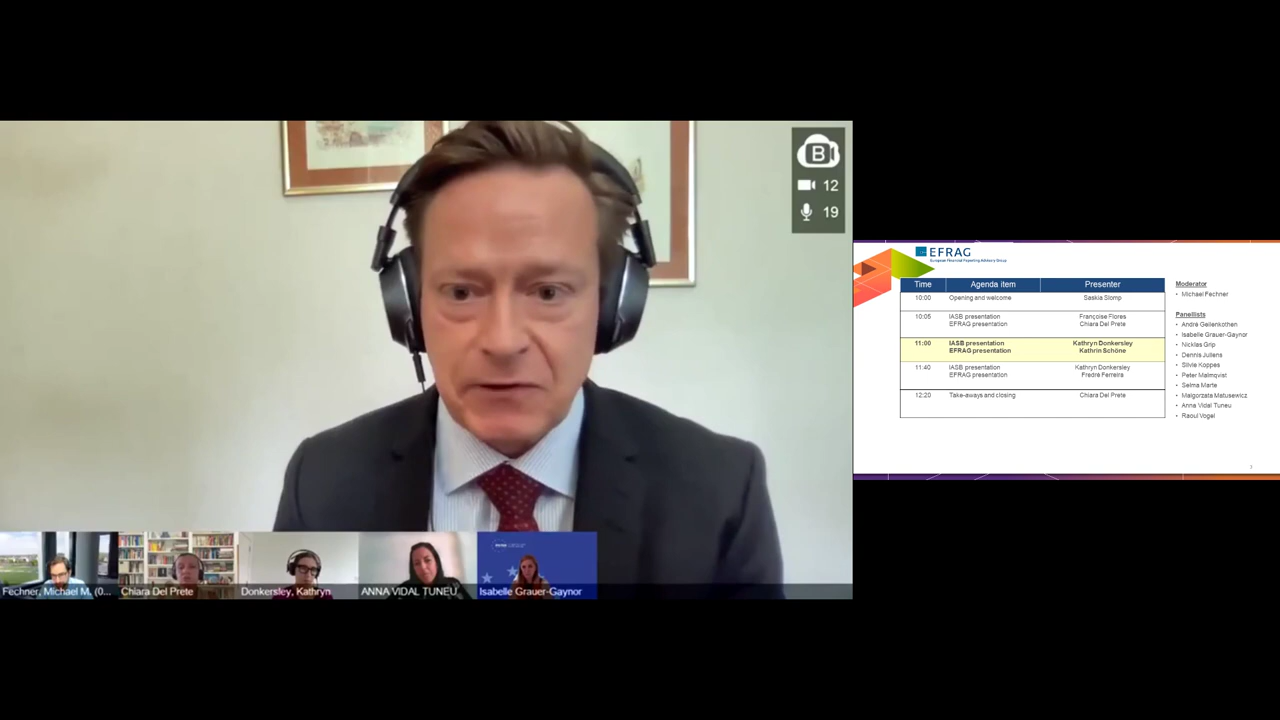 B
12
19
Fechner, Michael M. (0...
Chiara Del Prete
Donkersley, Kathryn
ANNA VIDAL TUNEU
Isabelle Grauer-Gaynor
EFRAG
European Financial Reporting Advisory Group
Time Agenda item Presenter
10:00 Opening and welcome Saskia Slomp
10:05 IASB presentation Françoise Flores
EFRAG presentation Chiara Del Prete
11:00 IASB presentation Kathryn Donkersley
EFRAG presentation Kathrin Schöne
11:40 IASB presentation Kathryn Donkersley
EFRAG presentation Fredré Ferreira
12:20 Take-aways and closing Chiara Del Prete
Moderator
• Michael Fechner
Panellists
• André Geilenkothen
• Isabelle Grauer-Gaynor
• Nicklas Grip
• Dennis Jullens
• Silvie Koppes
• Peter Malmqvist
• Selma Marte
• Malgorzata Matusewicz
• Anna Vidal Tuneu
• Raoul Vogel
3